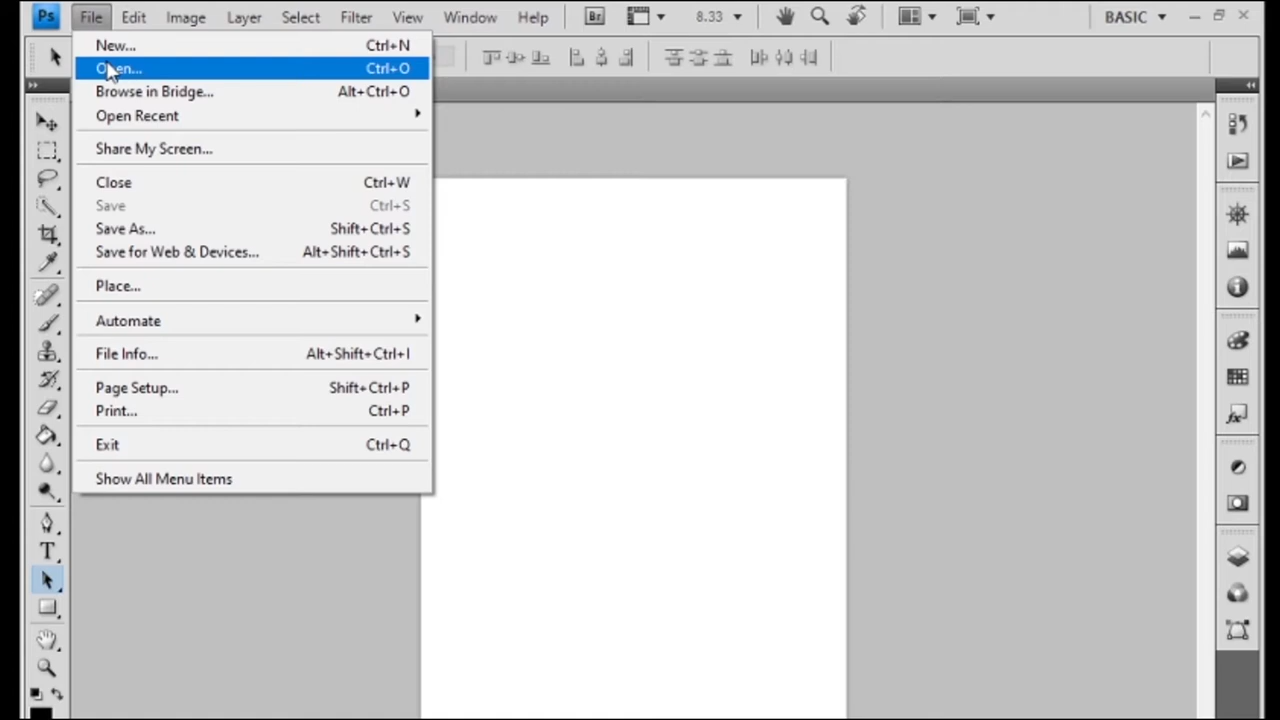 Ps File Edit Image Layer Select Filter View Window Help Br 8.33 BASIC
New... Ctrl+N
Open... Ctrl+O
Browse in Bridge... Alt+Ctrl+O
Open Recent
Share My Screen...
Close Ctrl+W
Save Ctrl+S
Save As... Shift+Ctrl+S
Save for Web & Devices... Alt+Shift+Ctrl+S
Place...
Automate
File Info... Alt+Shift+Ctrl+I
Page Setup... Shift+Ctrl+P
Print... Ctrl+P
Exit Ctrl+Q
Show All Menu Items